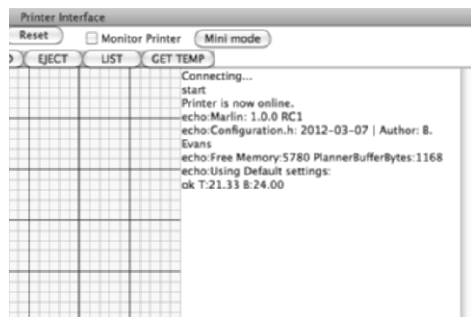 Printer Interface
Reset Monitor Printer Mini mode
EJECT LIST GET TEMP
Connecting...
start
Printer is now online.
echo:Marlin: 1.0.0 RC1
echo:Configuration.h: 2012-03-07 | Author: B.
Evans
echo:Free Memory:5780 PlannerBufferBytes:1168
echo:Using Default settings:
ok T:21.33 B:24.00